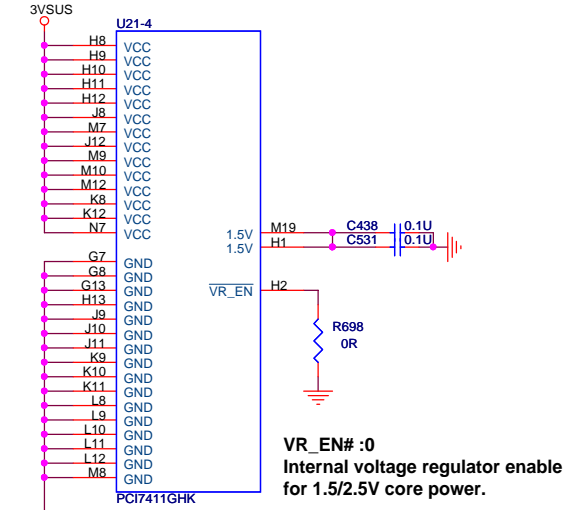 3VSUS
U21-4
H8 VCC
H9 VCC
H10 VCC
H11 VCC
H12 VCC
J8 VCC
M7 VCC
J12 VCC
M9 VCC
M10 VCC
M12 VCC
K8 VCC
K12 VCC
N7 VCC
1.5V M19 C438 0.1U
1.5V H1 C531 0.1U
G7 GND
G8 GND
G13 GND
H13 GND
J9 GND
J10 GND
J11 GND
K9 GND
K10 GND
K11 GND
L8 GND
L9 GND
L10 GND
L11 GND
L12 GND
M8 GND
VR_EN H2
R698
0R
PCI7411GHK
VR_EN# :0
Internal voltage regulator enable
for 1.5/2.5V core power.